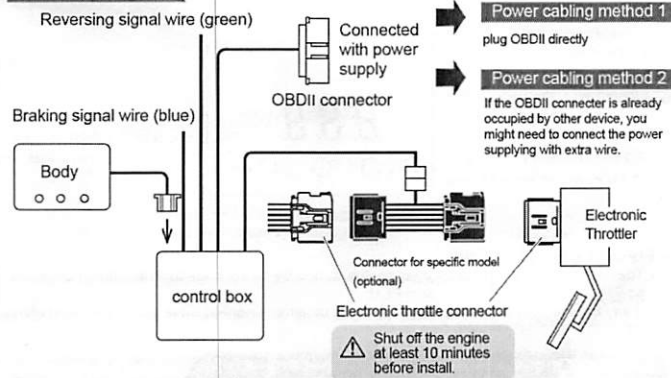 Reversing signal wire (green)
Connected
with power
supply
OBDII connector
Power cabling method 1
plug OBDII directly
Power cabling method 2
If the OBDII connecter is already
occupied by other device, you
might need to connect the power
supplying with extra wire.
Braking signal wire (blue)
Body
control box
Connector for specific model
(optional)
Electronic throttle connector
Electronic
Throttler
Shut off the engine
at least 10 minutes
before install.